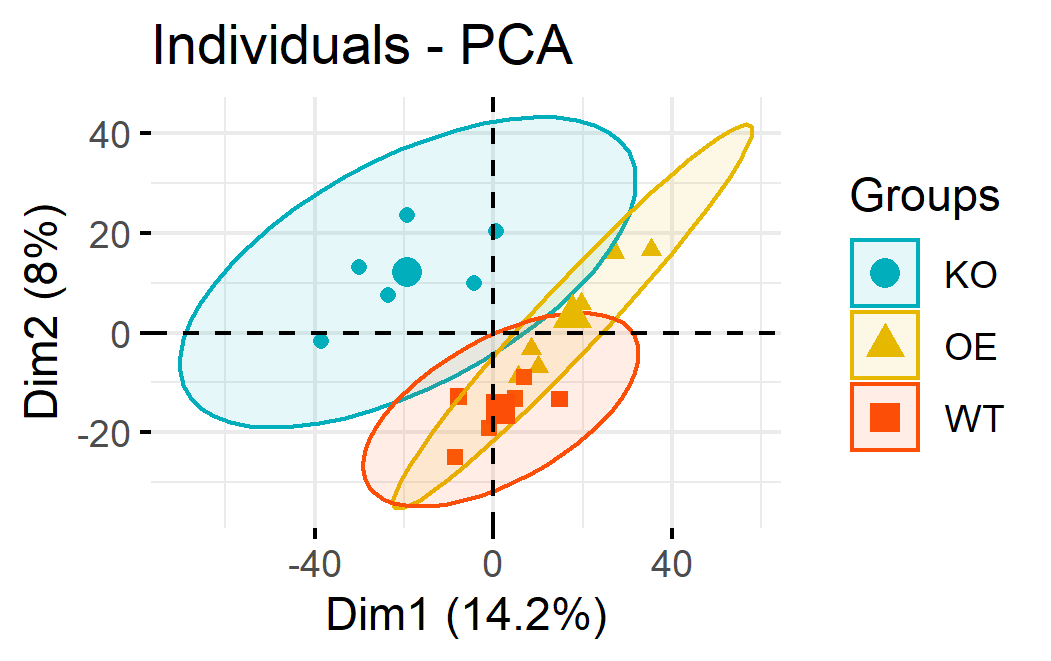 Individuals - PCA
40
20
0
-20
Dim2 (8%)
-40
0
40
Dim1 (14.2%)
Groups
KO
OE
WT